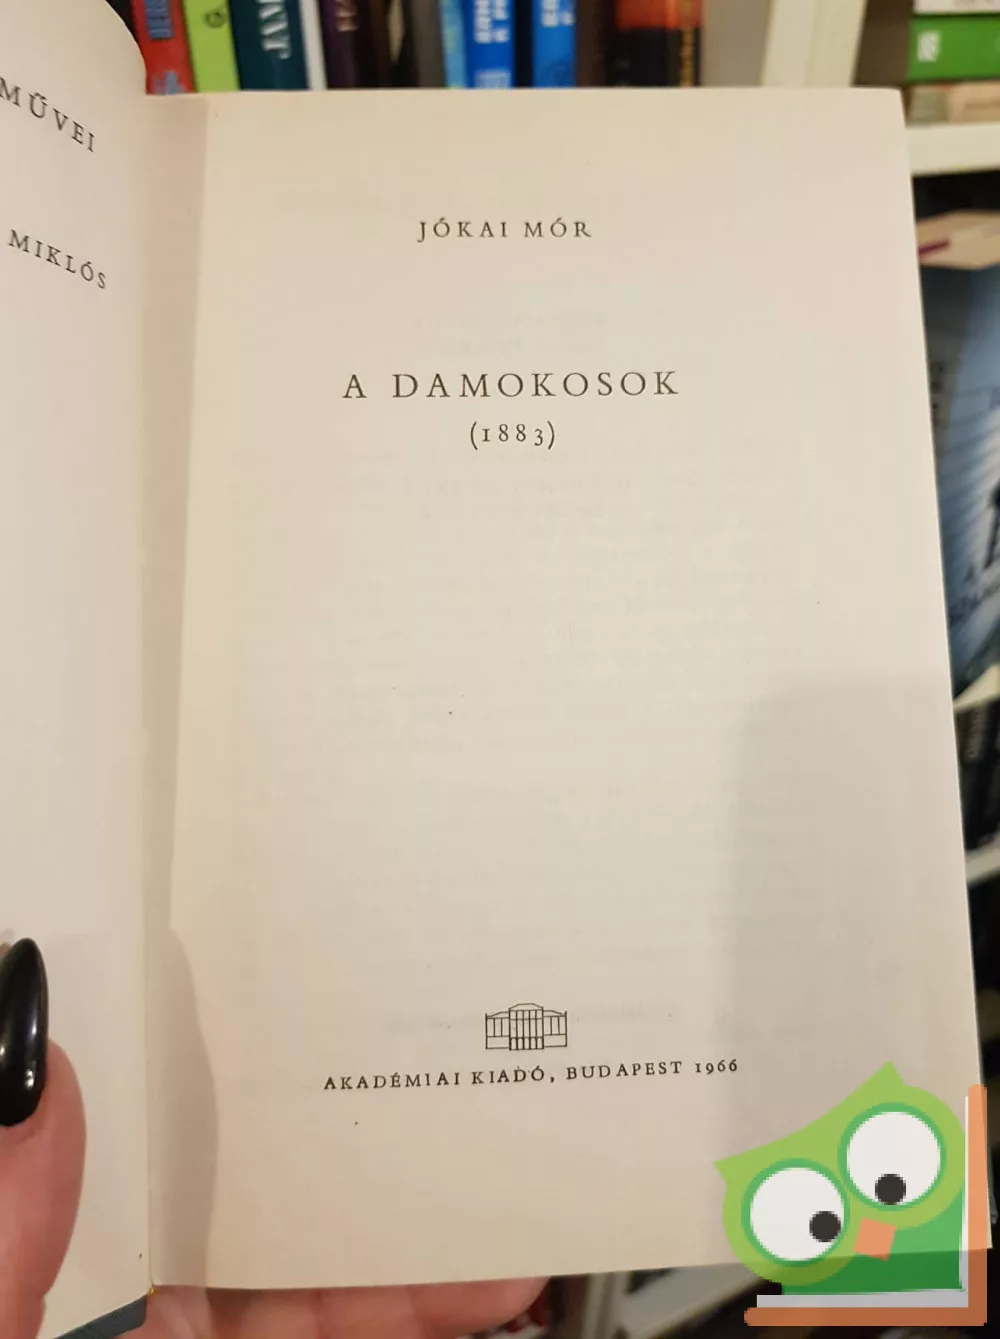 MŰVEI
MIKLÓS
JÓKAI MÓR
A DAMOKOSOK
(1883)
AKADÉMIAI KIADÓ, BUDAPEST 1966